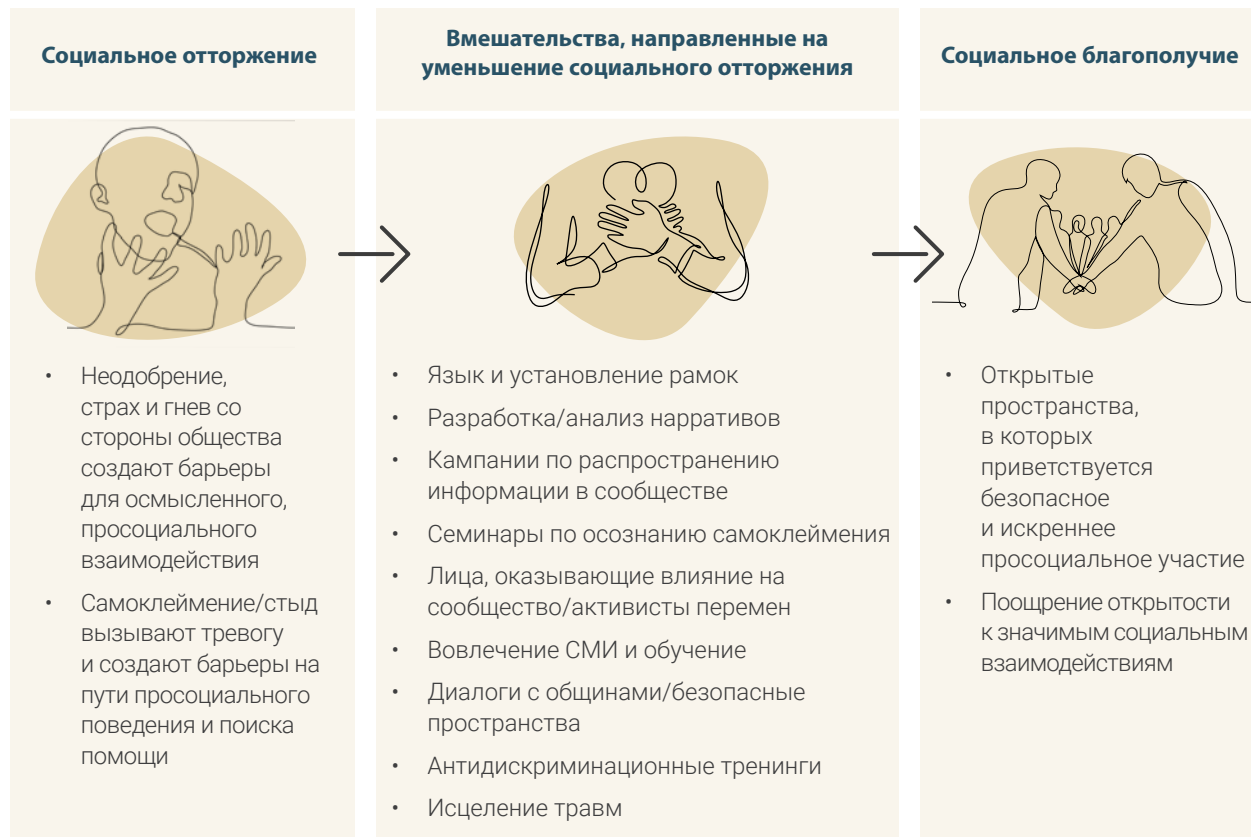 Социальное отторжение
Вмешательства, направленные на
уменьшение социального отторжения
Социальное благополучие
• Неодобрение,
страх и гнев со
стороны общества
создают барьеры
для осмысленного,
просоциального
взаимодействия
• Самоклеймение/стыд
вызывают тревогу
и создают барьеры на
пути просоциального
поведения и поиска
помощи
• Язык и установление рамок
• Разработка/анализ нарративов
• Кампании по распространению
информации в сообществе
• Семинары по осознанию самоклеймения
• Лица, оказывающие влияние на
сообщество/активисты перемен
• Вовлечение СМИ и обучение
• Диалоги с общинами/безопасные
пространства
• Антидискриминационные тренинги
• Исцеление травм
• Открытые
пространства,
в которых
приветствуется
безопасное
и искреннее
просоциальное участие
• Поощрение открытости
к значимым социальным
взаимодействиям